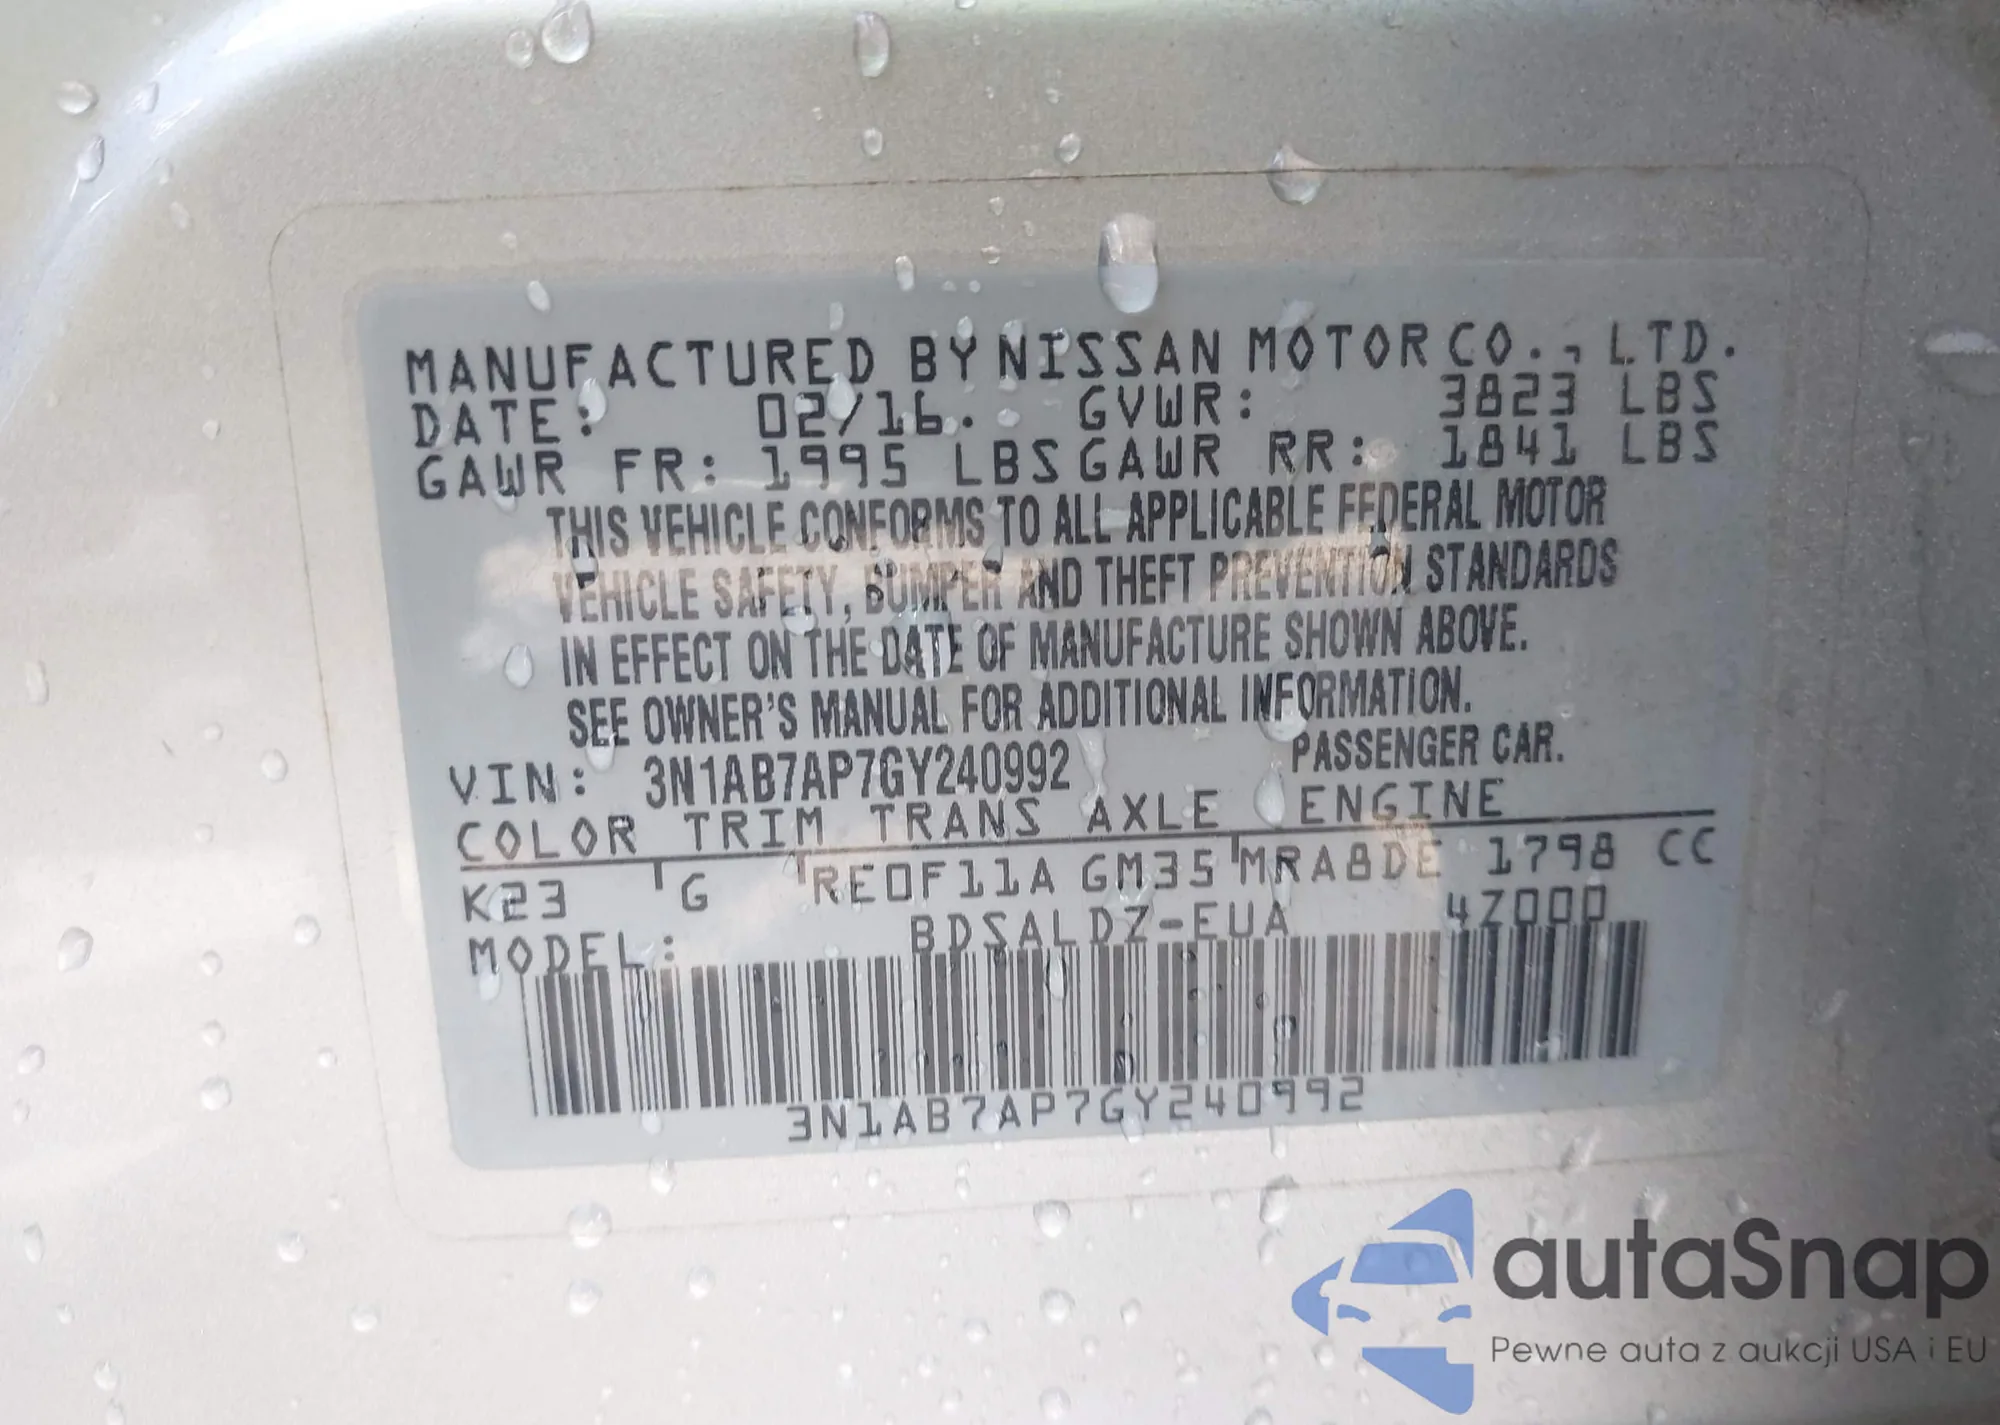 MANUFACTURED BY NISSAN MOTOR CO., LTD.
DATE: 02/16. GVWR: 3823 LBS
GAWR FR: 1995 LBS GAWR RR: 1841 LBS
THIS VEHICLE CONFORMS TO ALL APPLICABLE FEDERAL MOTOR
VEHICLE SAFETY, BUMPER AND THEFT PREVENTION STANDARDS
IN EFFECT ON THE DATE OF MANUFACTURE SHOWN ABOVE.
SEE OWNER'S MANUAL FOR ADDITIONAL INFORMATION.
VIN: 3N1AB7AP7GY240992 PASSENGER CAR.
COLOR TRIM TRANS AXLE ENGINE
K23 G RE0F11A GM35 MRA8DE 1798 CC
MODEL: BDSALDZ-EUA 4Z000
3N1AB7AP7GY240992
autaSnap
Pewne auta z aukcji USA i EU